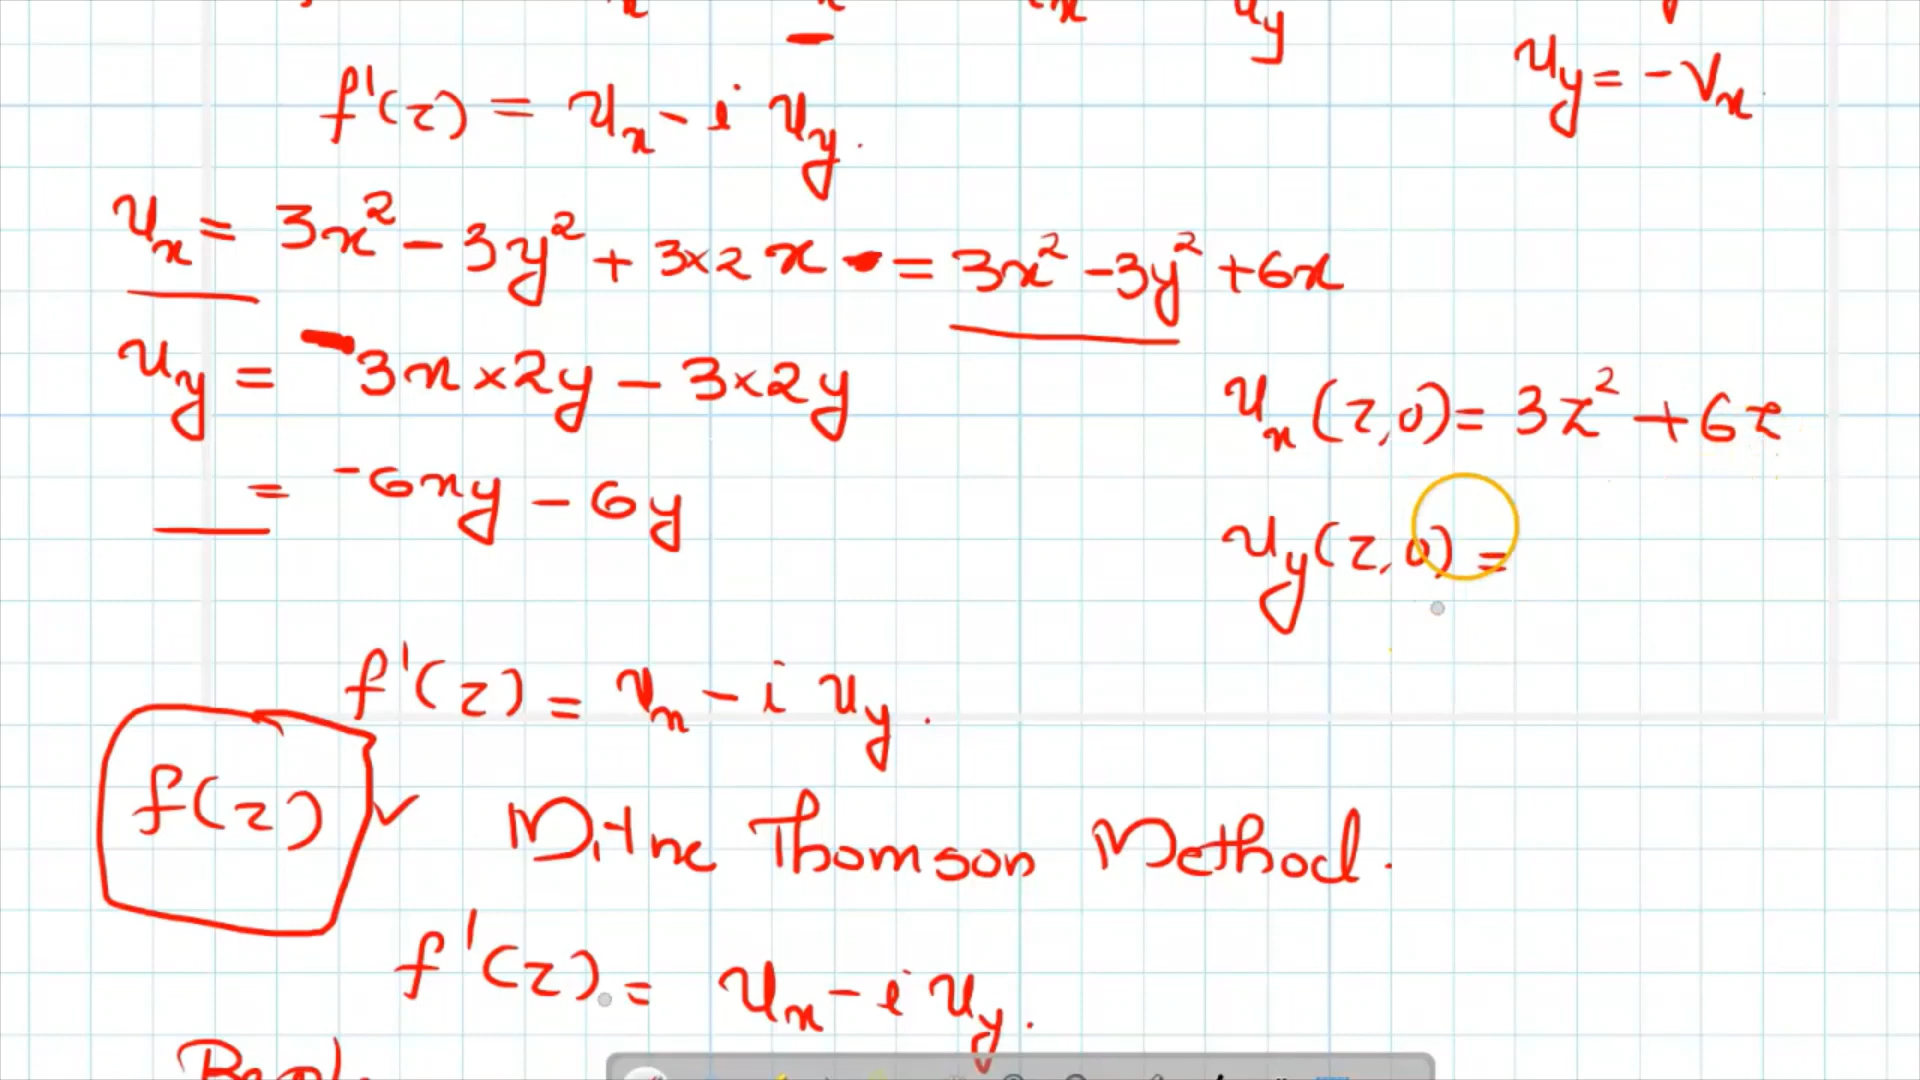 u_y = -v_x
f'(z) = u_x - i u_y.
u_x = 3x² - 3y² + 3×2x = 3x² - 3y² + 6x
u_y = -3x×2y - 3×2y
= -6xy - 6y
u_x(z,0) = 3z² + 6z
u_y(z,0) =
f'(z) = u_x - i u_y.
f(z) ✓ Milne Thomson Method.
f'(z) = u_x - i u_y.